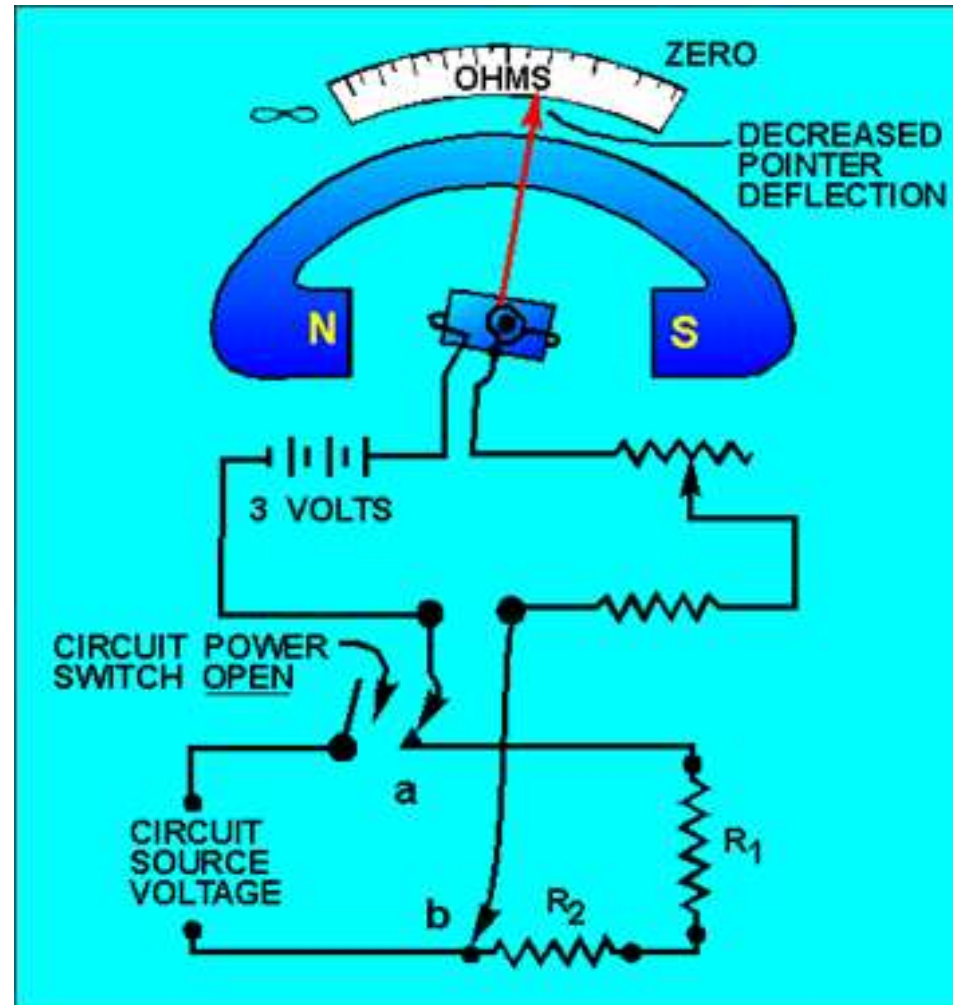 ZERO
OHMS
∞
DECREASED
POINTER
DEFLECTION
N
S
3 VOLTS
CIRCUIT POWER
SWITCH OPEN
a
CIRCUIT
SOURCE
VOLTAGE
R1
b
R2